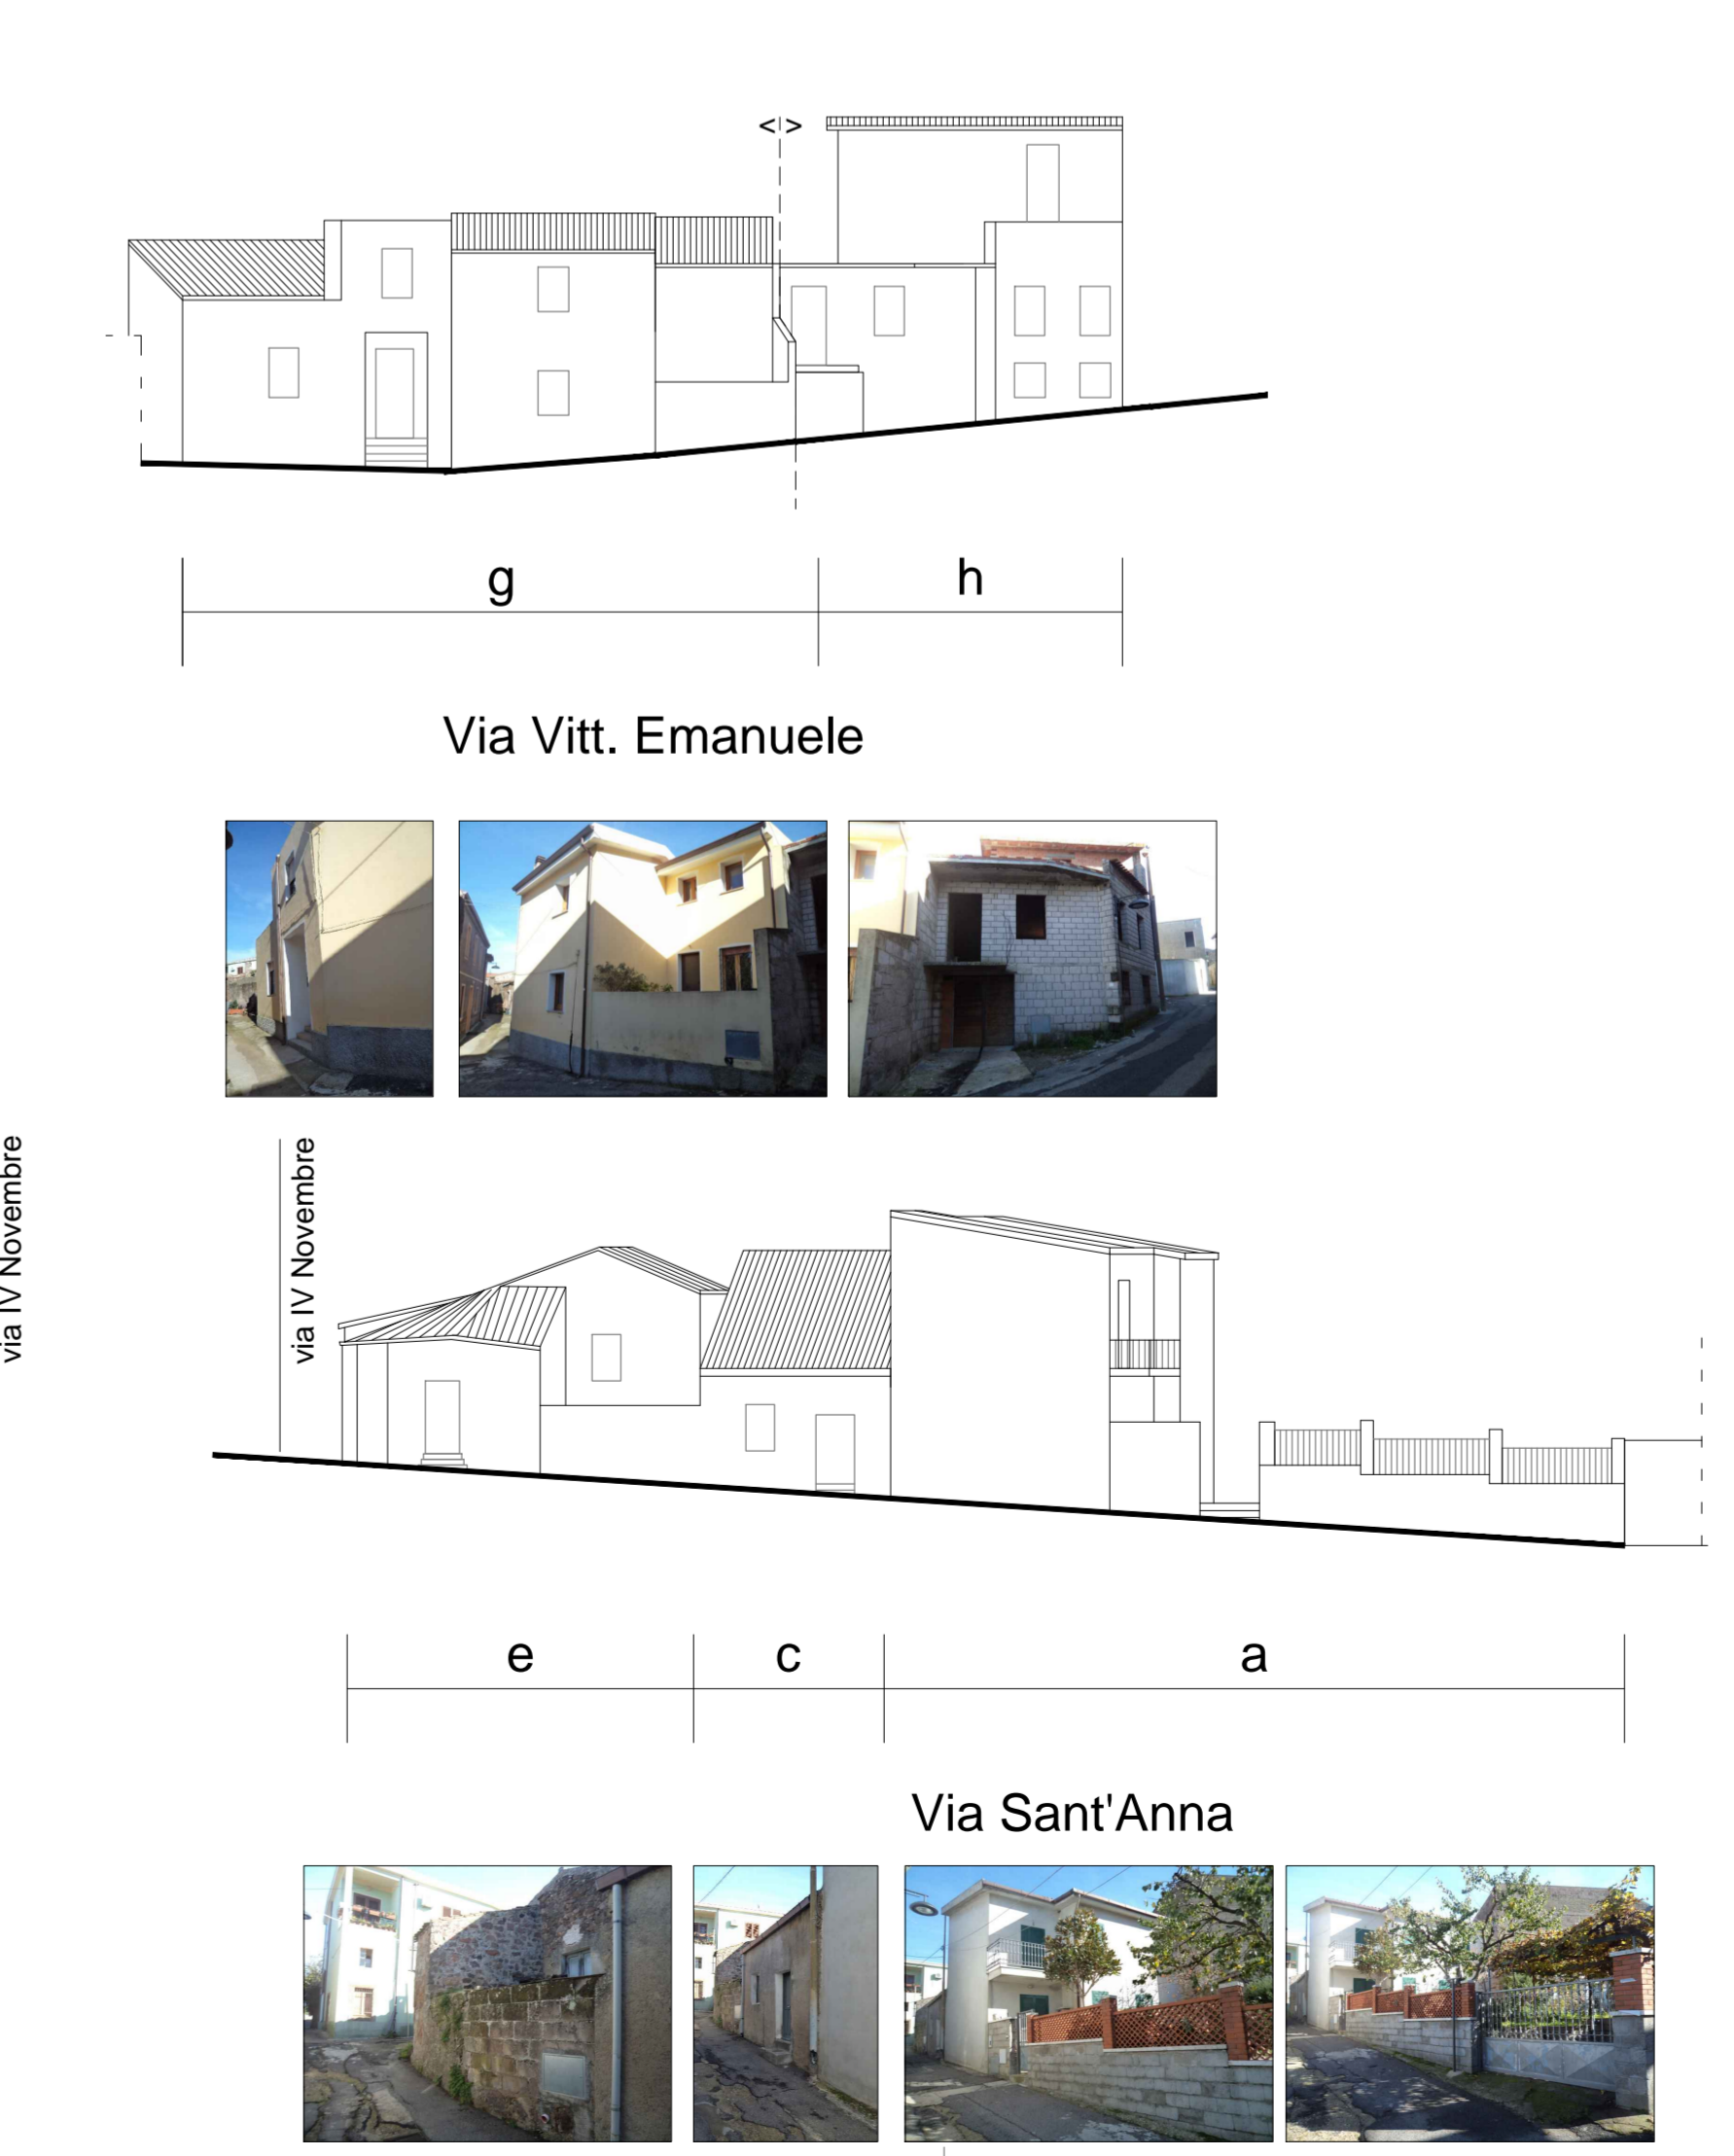 < >
g
h
Via Vitt. Emanuele
via IV Novembre
via IV Novembre
e
c
a
Via Sant'Anna